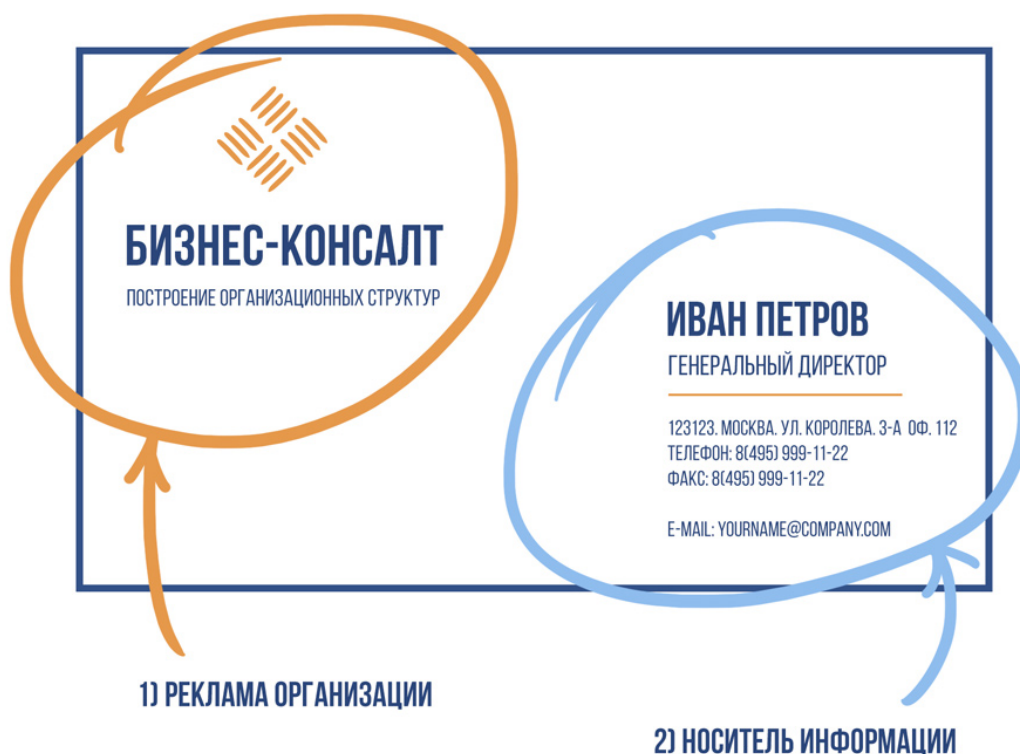 БИЗНЕС-КОНСАЛТ
ПОСТРОЕНИЕ ОРГАНИЗАЦИОННЫХ СТРУКТУР
ИВАН ПЕТРОВ
ГЕНЕРАЛЬНЫЙ ДИРЕКТОР
123123. МОСКВА. УЛ. КОРОЛЕВА. 3-А ОФ. 112
ТЕЛЕФОН: 8(495) 999-11-22
ФАКС: 8(495) 999-11-22
E-MAIL: YOURNAME@COMPANY.COM
1) РЕКЛАМА ОРГАНИЗАЦИИ
2) НОСИТЕЛЬ ИНФОРМАЦИИ